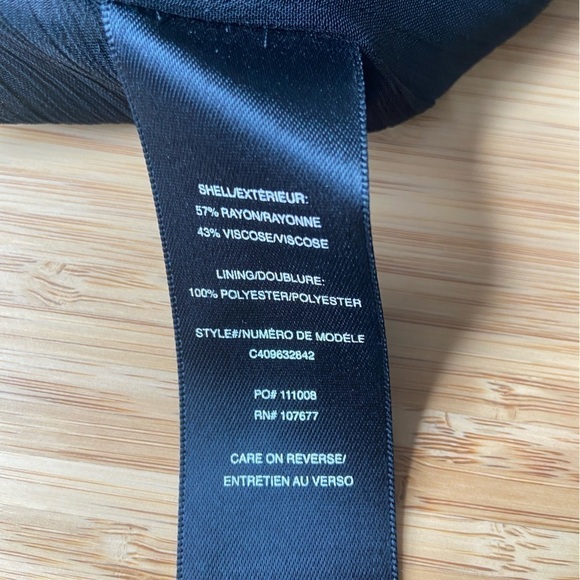 SHELL/EXTÉRIEUR:
57% RAYON/RAYONNE
43% VISCOSE/VISCOSE
LINING/DOUBLURE:
100% POLYESTER/POLYESTER
STYLE#/NUMÉRO DE MODÈLE
C409632642
PO# 111008
RN# 107677
CARE ON REVERSE/
ENTRETIEN AU VERSO